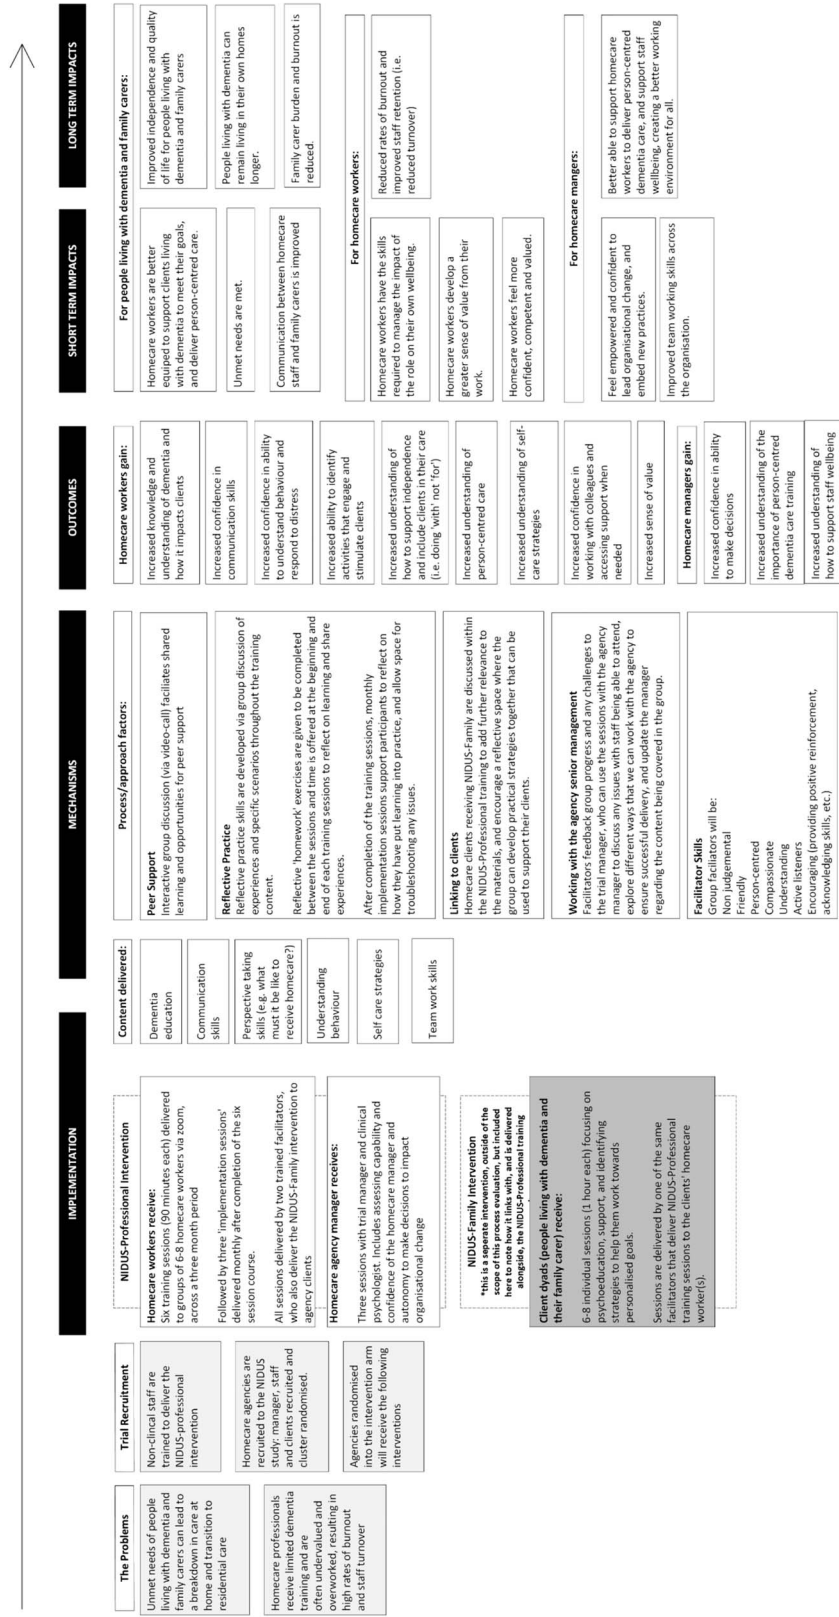 IMPLEMENTATION
MECHANISMS
OUTCOMES
SHORT TERM IMPACTS
LONG TERM IMPACTS
The Problems
Unmet needs of people
living with dementia and
family carers can lead to
a breakdown in care at
home and transition to
residential care
Homecare professionals
receive limited dementia
training and are
often undervalued and
overworked, resulting in
high rates of burnout
and staff turnover
Trial Recruitment
Non-clincal staff are
trained to deliver the
NIDUS-professional
intervention
Homecare agencies are
recruited to the NIDUS
study: manager, staff
and clients recruited and
cluster randomised.
Agencies randomised
into the intervention arm
will receive the following
interventions
NIDUS-Professional Intervention
Homecare workers receive:
Six training sessions (90 minutes each) delivered
to groups of 6-8 homecare workers via zoom,
across a three month period
Followed by three 'implementation sessions'
delivered monthly after completion of the six
session course.
All sessions delivered by two trained facilitators,
who also deliver the NIDUS-Family intervention to
agency clients
Homecare agency manager receives:
Three sessions with trial manager and clinical
psychologist. Includes assessing capability and
confidence of the homecare manager and
autonomy to make decisions to impact
organisational change
NIDUS-Family Intervention
*this is a seperate intervention, outside of the
scope of this process evaluation, but included
here to note how it links with, and is delivered
alongside, the NIDUS-Professional training
Client dyads (people living with dementia and
their family carer) receive:
6-8 individual sessions (1 hour each) focusing on
psychoeducation, support, and identifying
strategies to help them work towards
personalised goals.
Sessions are delivered by one of the same
facilitators that deliver NIDUS-Professional
training sessions to the clients' homecare
worker(s).
Content delivered:
Dementia
education
Communication
skills
Perspective taking
skills (e.g. what
must it be like to
receive homecare?)
Understanding
behaviour
Self care strategies
Team work skills
Process/approach factors:
Peer Support
Interactive group discussion (via video-call) faciliates shared
learning and opportunities for peer support
Reflective Practice
Reflective practice skills are developed via group discussion of
experiences and specific scenarios throughout the training
content.
Reflective 'homework' exercises are given to be completed
between the sessions and time is offered at the beginning and
end of each training sessions to reflect on learning and share
experiences.
After completion of the training sessions, monthly
implementation sessions support participants to reflect on
how they have put learning into practice, and allow space for
troubleshooting any issues.
Linking to clients
Homecare clients receiving NIDUS-Family are discussed within
the NIDUS-Professional training to add further relevance to
the materials, and encourage a reflective space where the
group can develop practical strategies together that can be
used to support their clients.
Working with the agency senior management
Facilitators feedback group progress and any challenges to
the trial manager, who can use the sessions with the agency
manager to discuss any issues with staff being able to attend,
explore different ways that we can work with the agency to
ensure successful delivery, and update the manager
regarding the content being covered in the group.
Facilitator Skills
Group faciliators will be:
Non judgemental
Friendly
Person-centred
Compassionate
Understanding
Active listeners
Encouraging (providing positive reinforcement,
acknowledging skills, etc.)
Homecare workers gain:
Increased knowledge and
understanding of dementia and
how it impacts clients
Increased confidence in
communication skills
Increased confidence in ability
to understand behaviour and
respond to distress
Increased ability to identify
activities that engage and
stimulate clients
Increased understanding of
how to support independence
and include clients in their care
(i.e. doing 'with' not 'for')
Increased understanding of
person-centred care
Increased understanding of self-
care strategies
Increased confidence in
working with colleagues and
accessing support when
needed
Increased sense of value
Homecare managers gain:
Increased confidence in ability
to make decisions
Increased understanding of the
importance of person-centred
dementia care training
Increased understanding of
how to support staff wellbeing
For people living with dementia and family carers:
Homecare workers are better
equiped to support clients living
with dementia to meet their goals,
and deliver person-centred care.
Unmet needs are met.
Communication between homecare
staff and family carers is improved
Improved independence and quality
of life for people living with
dementia and family carers
People living with dementia can
remain living in their own homes
longer.
Family carer burden and burnout is
reduced.
For homecare workers:
Homecare workers have the skills
required to manage the impact of
the role on their own wellbeing.
Homecare workers develop a
greater sense of value from their
work.
Homecare workers feel more
confident, competent and valued.
Reduced rates of burnout and
improved staff retention (i.e.
reduced turnover)
For homecare mangers:
Feel empowered and confident to
lead organisational change, and
embed new practices.
Improved team working skills across
the organisation.
Better able to support homecare
workers to deliver person-centred
dementia care, and support staff
wellbeing, creating a better working
environment for all.